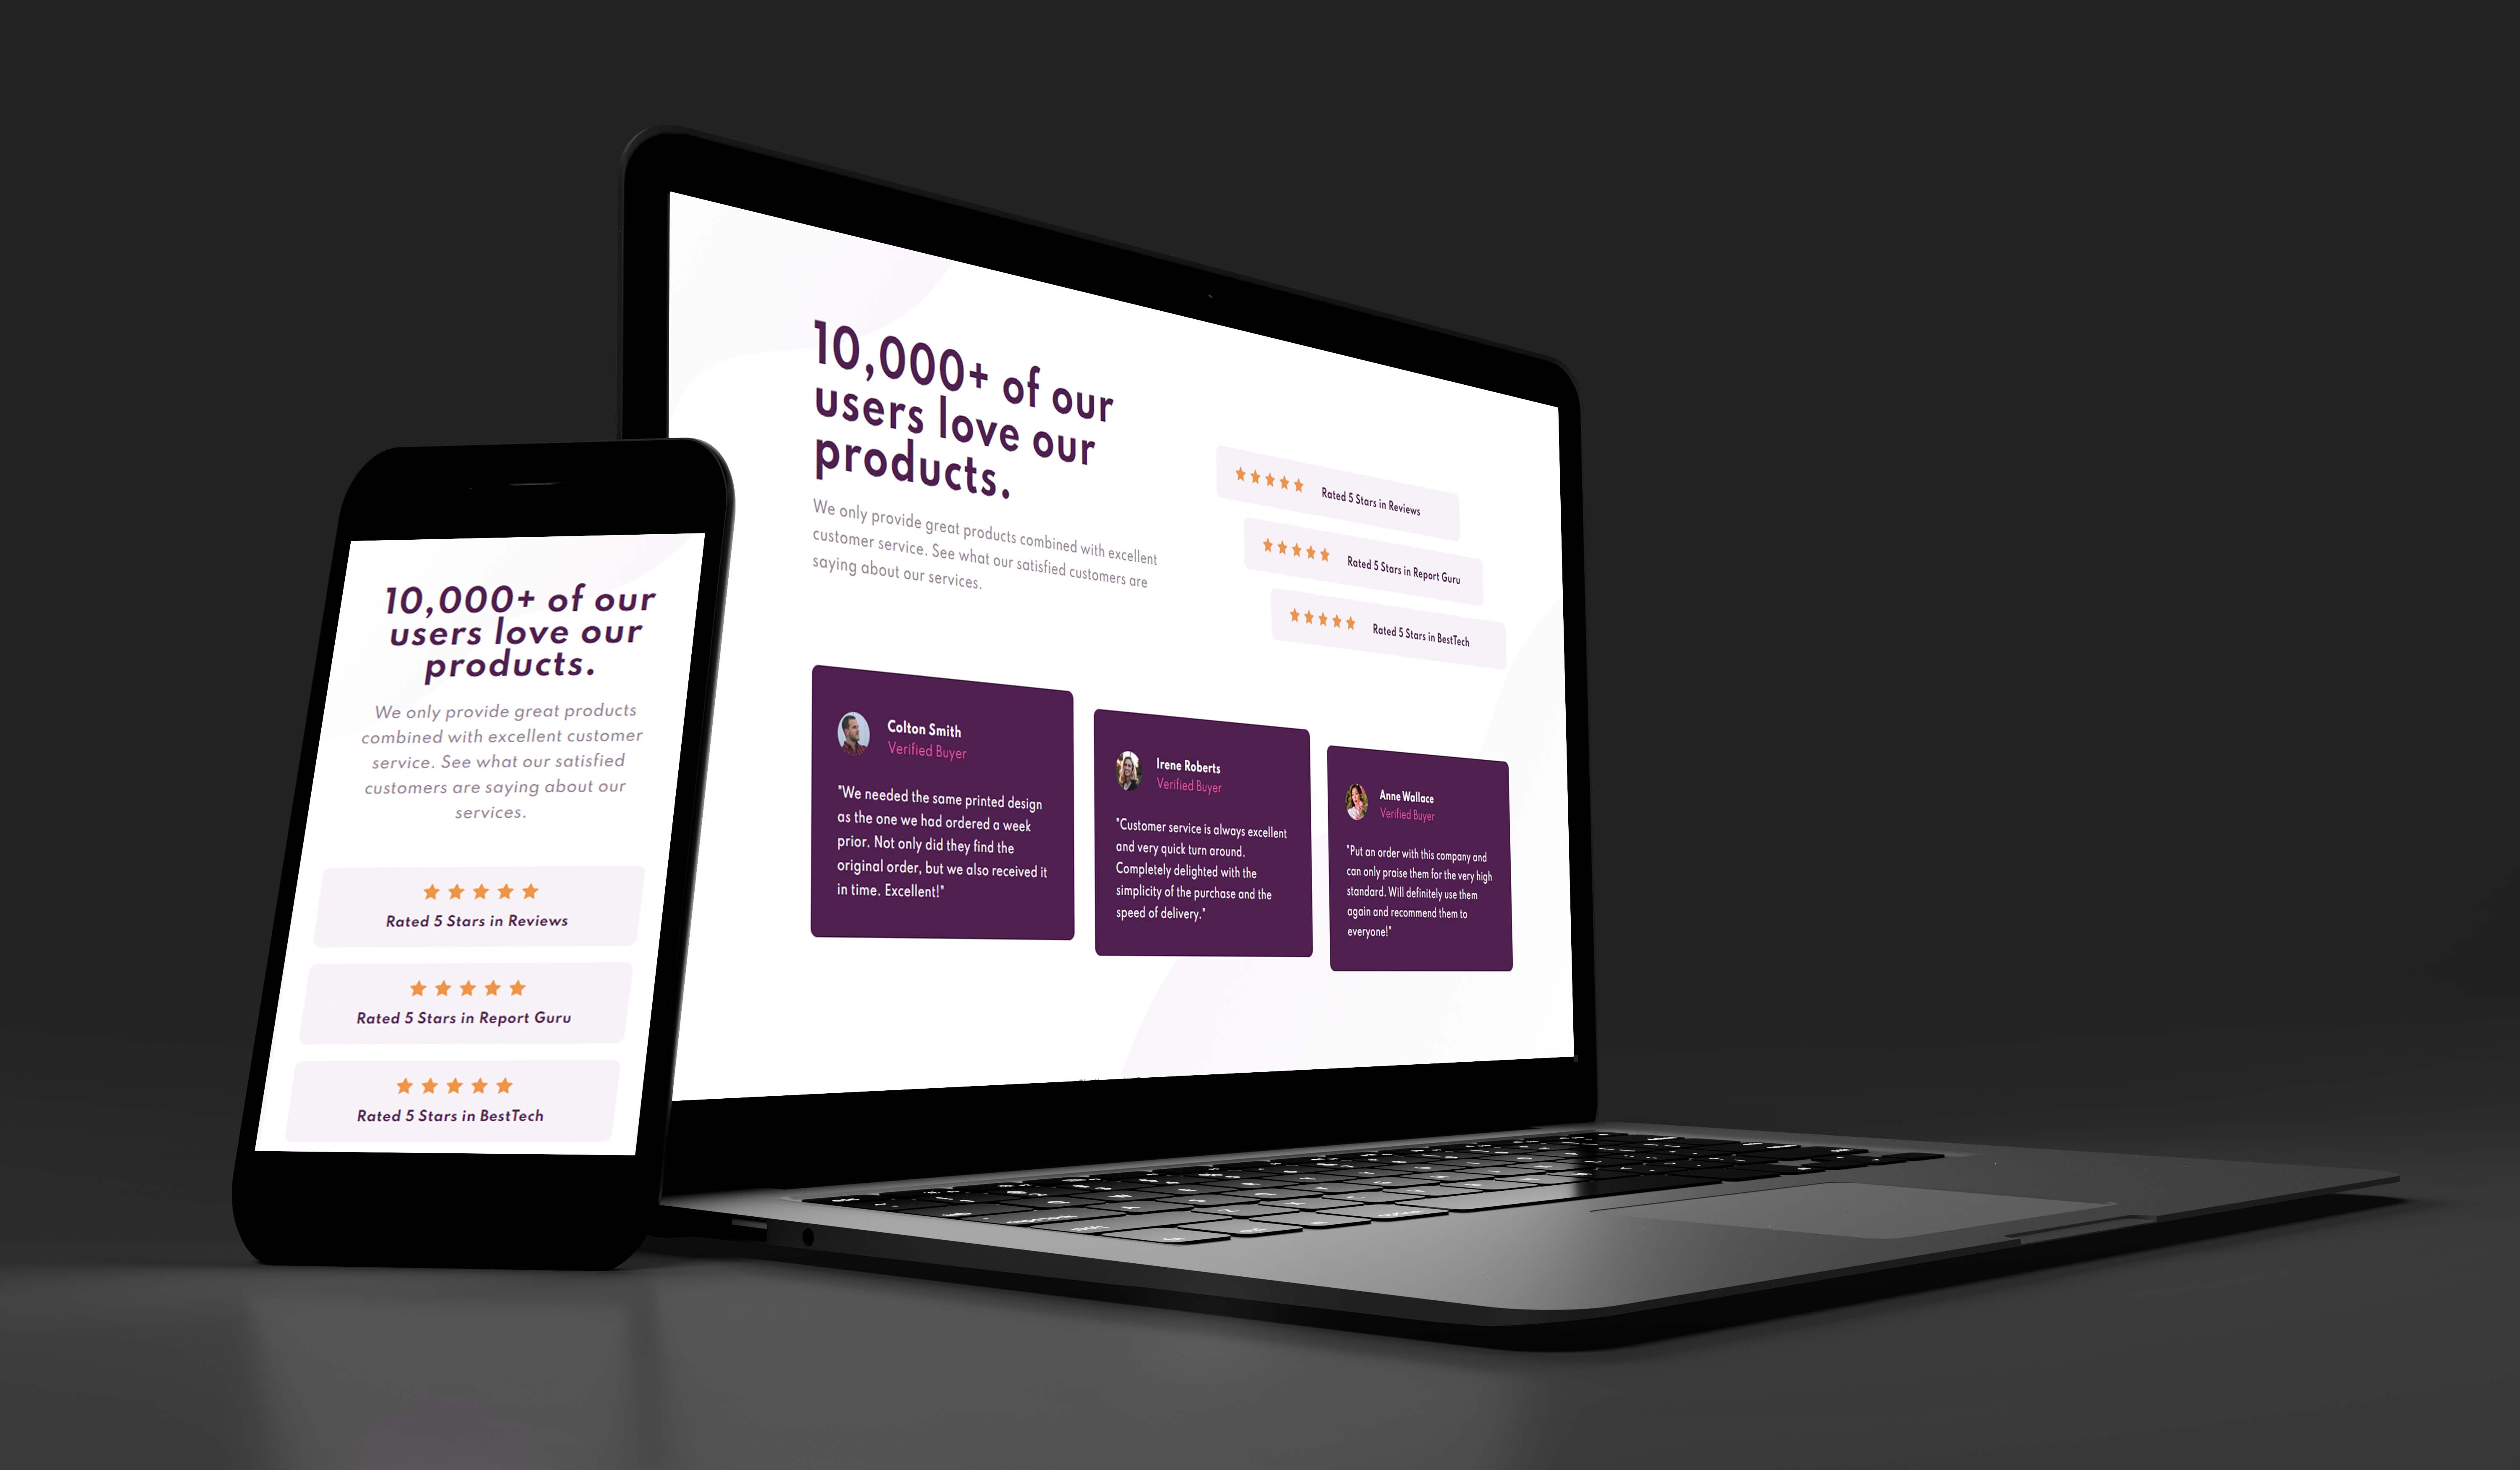 10,000+ of our
users love our
products.
We only provide great products
combined with excellent customer
service. See what our satisfied
customers are saying about our
services.
Rated 5 Stars in Reviews
Rated 5 Stars in Report Guru
Rated 5 Stars in BestTech
10,000+ of our
users love our
products.
We only provide great products combined with excellent
customer service. See what our satisfied customers are
saying about our services.
Rated 5 Stars in Reviews
Rated 5 Stars in Report Guru
Rated 5 Stars in BestTech
Colton Smith
Verified Buyer
"We needed the same printed design
as the one we had ordered a week
prior. Not only did they find the
original order, but we also received it
in time. Excellent!"
Irene Roberts
Verified Buyer
"Customer service is always excellent
and very quick turn around.
Completely delighted with the
simplicity of the purchase and the
speed of delivery."
Anne Wallace
Verified Buyer
"Put an order with this company and
can only praise them for the very high
standard. Will definitely use them
again and recommend them to
everyone!"